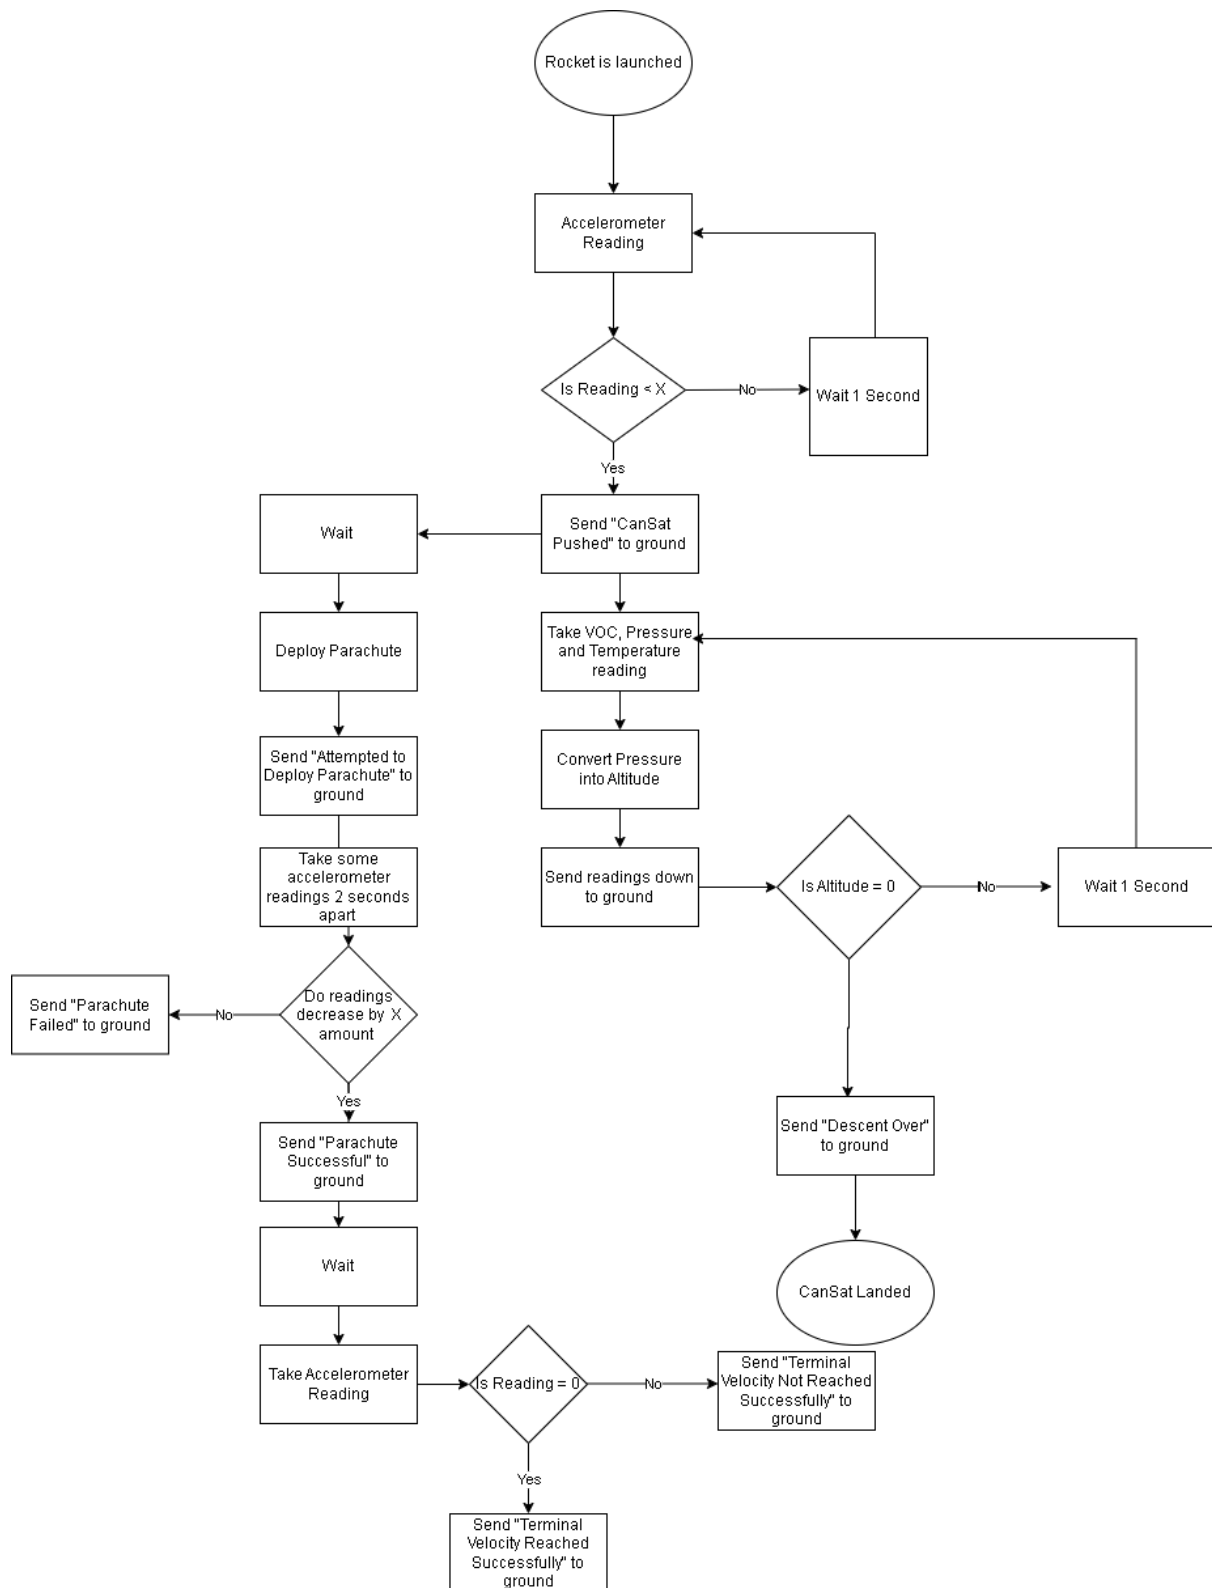 Rocket is launched
Accelerometer
Reading
Is Reading < X
No
Wait 1 Second
Yes
Wait
Send "CanSat
Pushed" to ground
Deploy Parachute
Take VOC, Pressure
and Temperature
reading
Send "Attempted to
Deploy Parachute" to
ground
Convert Pressure
into Altitude
Take some
accelerometer
readings 2 seconds
apart
Send readings down
to ground
Is Altitude = 0
No
Wait 1 Second
Send "Parachute
Failed" to ground
No
Do readings
decrease by X
amount
Yes
Send "Parachute
Successful" to
ground
Send "Descent Over"
to ground
Wait
CanSat Landed
Take Accelerometer
Reading
Is Reading = 0
No
Send "Terminal
Velocity Not Reached
Successfully" to
ground
Yes
Send "Terminal
Velocity Reached
Successfully" to
ground